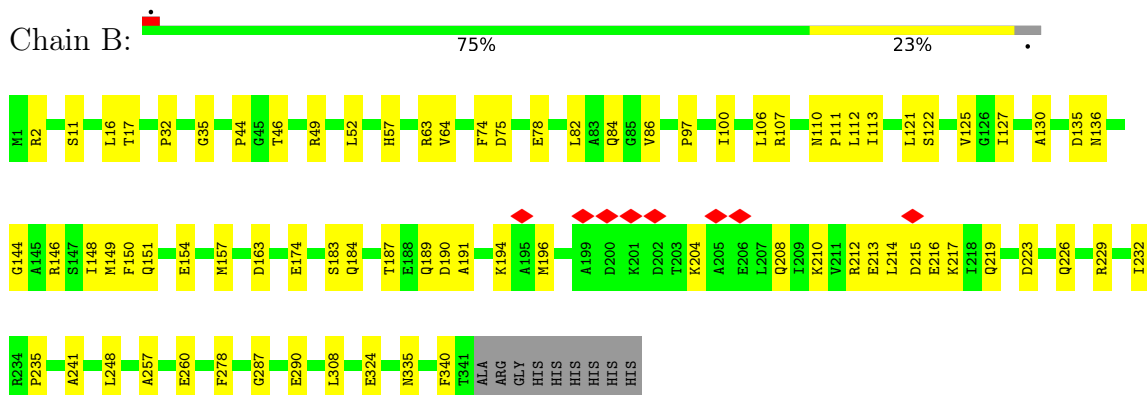 Chain B:
75%
23%
M1 R2 S11 L16 T17 P32 G35 P44 G45 T46 R49 L52 H57 R63 V64 F74 D75 E78 L82 A83 Q84 G85 V86 P97 I100 L106 R107 N110 P111 L112 I113 L121 S122 V125 G126 I127 A130 D135 N136
G144 A145 R146 S147 I148 M149 F150 Q151 E154 M157 D163 E174 S183 Q184 T187 E188 Q189 D190 A191 K194 A195 M196 A199 D200 K201 D202 T203 K204 A205 E206 L207 Q208 I209 K210 V211 R212 E213 L214 D215 E216 K217 I218 Q219 D223 Q226 R229 I232
R234 P235 A241 L248 A257 E260 F278 G287 E290 L308 E324 N335 F340 T341 ALA ARG GLY HIS HIS HIS HIS HIS HIS